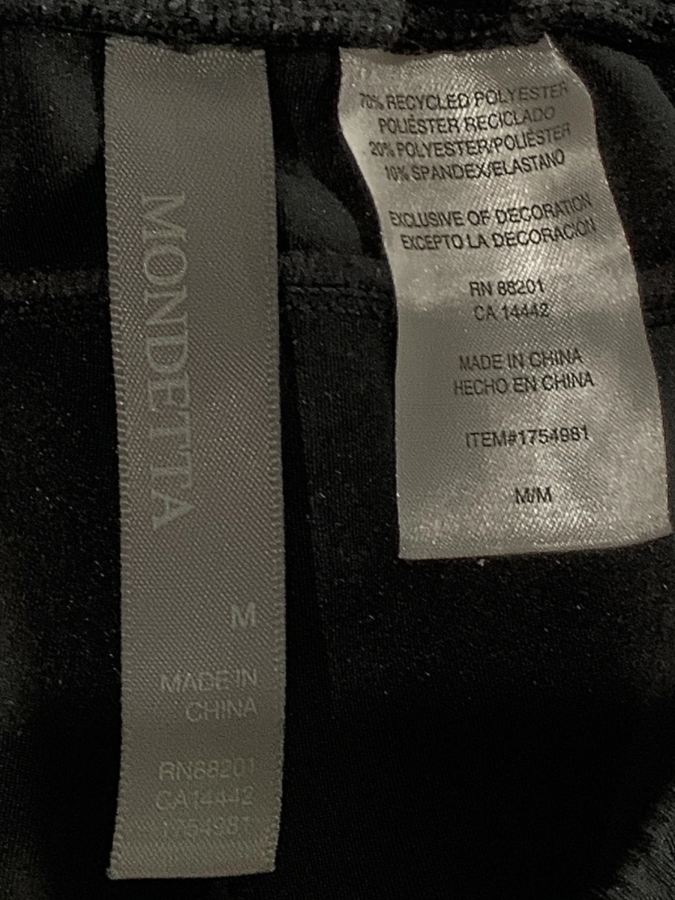 MONDETTA
M
MADE IN
CHINA
RN88201
CA14442
1754981
70% RECYCLED POLYESTER
POLIÉSTER RECICLADO
20% POLYESTER/POLIÉSTER
10% SPANDEX/ELASTANO
EXCLUSIVE OF DECORATION
EXCEPTO LA DECORACIÓN
RN 88201
CA 14442
MADE IN CHINA
HECHO EN CHINA
ITEM#1754981
M/M